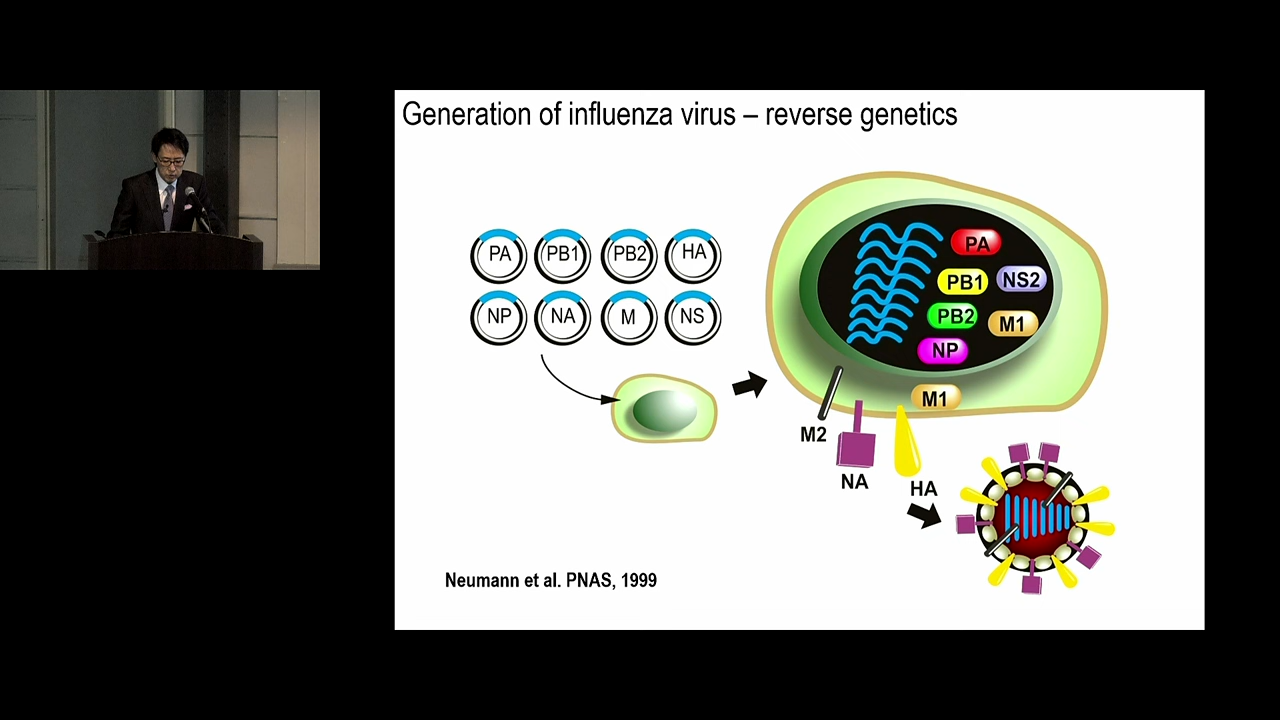 Generation of influenza virus – reverse genetics
PA PB1 PB2 HA
NP NA M NS
PA
PB1 NS2
PB2 M1
NP
M1
M2
NA
HA
Neumann et al. PNAS, 1999